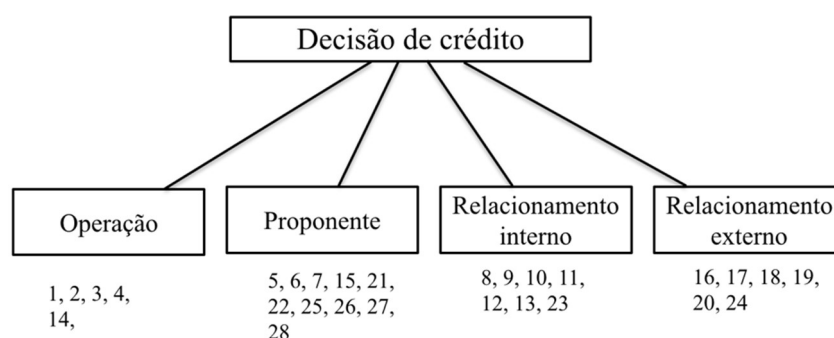 Decisão de crédito
Operação
Proponente
Relacionamento
interno
Relacionamento
externo
1, 2, 3, 4,
14,
5, 6, 7, 15, 21,
22, 25, 26, 27,
28
8, 9, 10, 11,
12, 13, 23
16, 17, 18, 19,
20, 24